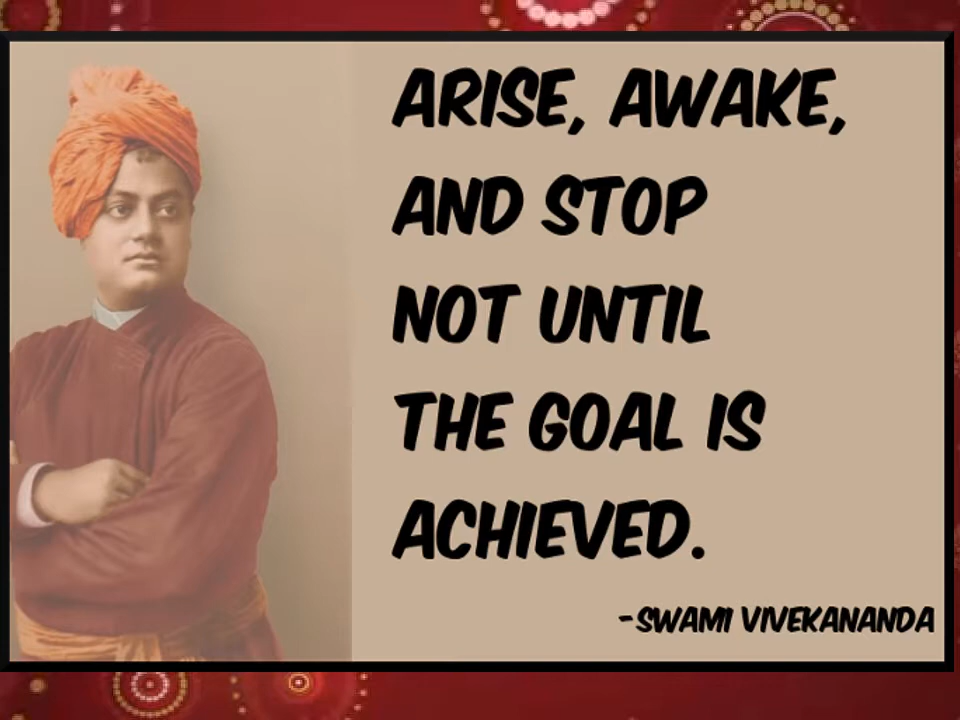 ARISE, AWAKE,
AND STOP
NOT UNTIL
THE GOAL IS
ACHIEVED.
-SWAMI VIVEKANANDA